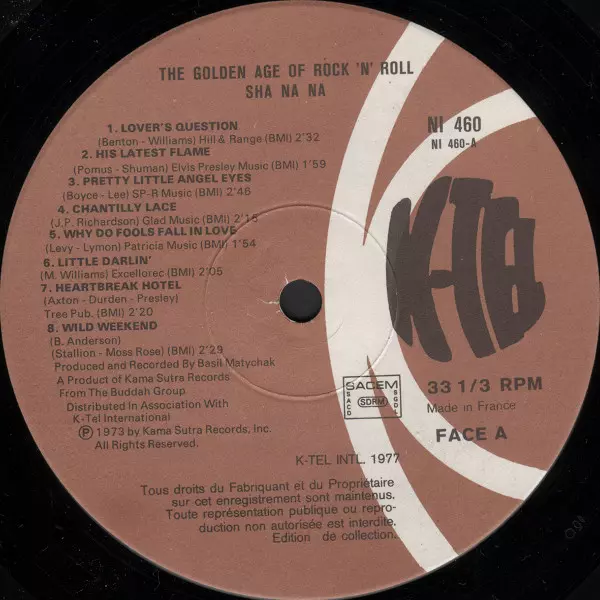 THE GOLDEN AGE OF ROCK 'N' ROLL
SHA NA NA
1. LOVER'S QUESTION
(Benton - Williams) Hill & Range (BMI) 2'32
2. HIS LATEST FLAME
(Pomus - Shuman) Elvis Presley Music (BMI) 1'59
3. PRETTY LITTLE ANGEL EYES
(Boyce - Lee) SP-R Music (BMI) 2'46
4. CHANTILLY LACE
(J.P. Richardson) Glad Music (BMI) 2'15
5. WHY DO FOOLS FALL IN LOVE
(Levy - Lymon) Patricia Music (BMI) 1'54
6. LITTLE DARLIN'
(M. Williams) Excellorec (BMI) 2'05
7. HEARTBREAK HOTEL
(Axton - Durden - Presley)
Tree Pub. (BMI) 2'20
8. WILD WEEKEND
(B. Anderson)
(Stallion - Moss Rose) (BMI) 2'29
Produced and Recorded By Basil Matychak
A Product of Kama Sutra Records
From The Buddah Group
Distributed In Association With
K-Tel International
Ⓟ 1973 by Kama Sutra Records, Inc.
All Rights Reserved.
NI 460
NI 460-A
K-TEL
SACEM
SACD
SDRM
SGDL
33 1/3 RPM
Made in France
FACE A
K-TEL INTL. 1977
Tous droits du Fabriquant et du Propriétaire
sur cet enregistrement sont maintenus.
Toute représentation publique ou repro-
duction non autorisée est interdite.
Edition de collection.